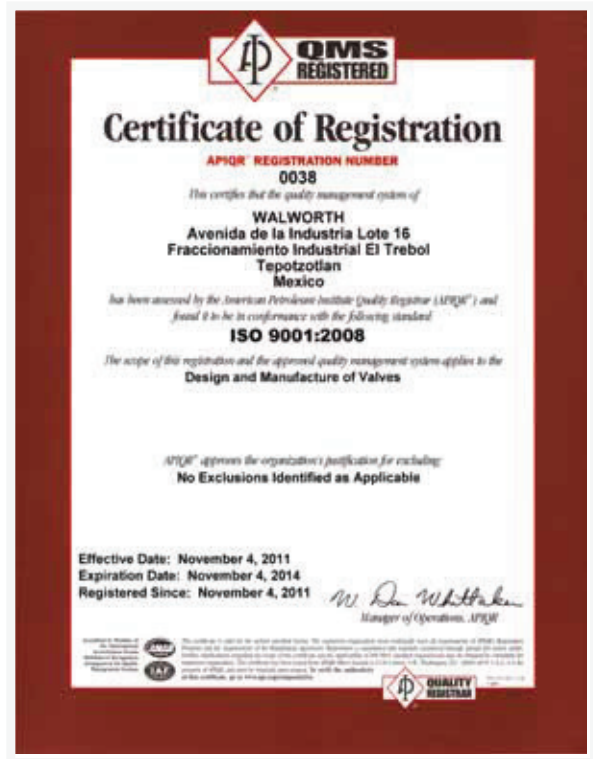 API
QMS
REGISTERED
Certificate of Registration
APIQR® REGISTRATION NUMBER
0038
This certifies that the quality management system of
WALWORTH
Avenida de la Industria Lote 16
Fraccionamiento Industrial El Trebol
Tepotzotlan
Mexico
has been assessed by the American Petroleum Institute Quality Registrar (APIQR®) and
found it to be in conformance with the following standard
ISO 9001:2008
The scope of this registration and the approved quality management system applies to the
Design and Manufacture of Valves
APIQR® approves the organization's justification for excluding:
No Exclusions Identified as Applicable
Effective Date: November 4, 2011
Expiration Date: November 4, 2014
Registered Since: November 4, 2011
W. Don Whittaker
Manager of Operations, APIQR
ANAB
IAF
API
QUALITY
REGISTRAR